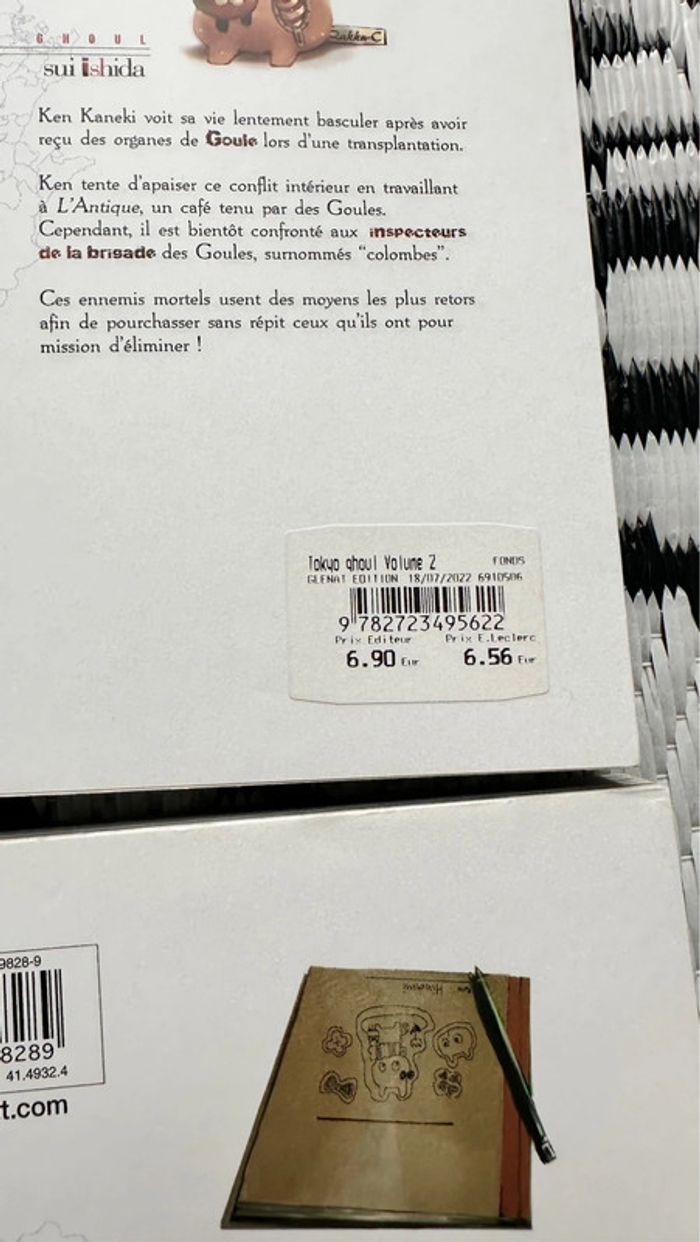 GHOUL
sui ishida
Rakka-C
Ken Kaneki voit sa vie lentement basculer après avoir
reçu des organes de Goule lors d'une transplantation.
Ken tente d'apaiser ce conflit intérieur en travaillant
à L'Antique, un café tenu par des Goules.
Cependant, il est bientôt confronté aux inspecteurs
de la brigade des Goules, surnommés "colombes".
Ces ennemis mortels usent des moyens les plus retors
afin de pourchasser sans répit ceux qu'ils ont pour
mission d'éliminer !
Tokyo ghoul Volume 2 FONDS
GLENAT EDITION 18/07/2022 6910506
9 782723 495622
Prix Editeur Prix E.Leclerc
6.90 Eur 6.56 Eur
9828-9
8289
41.4932.4
t.com